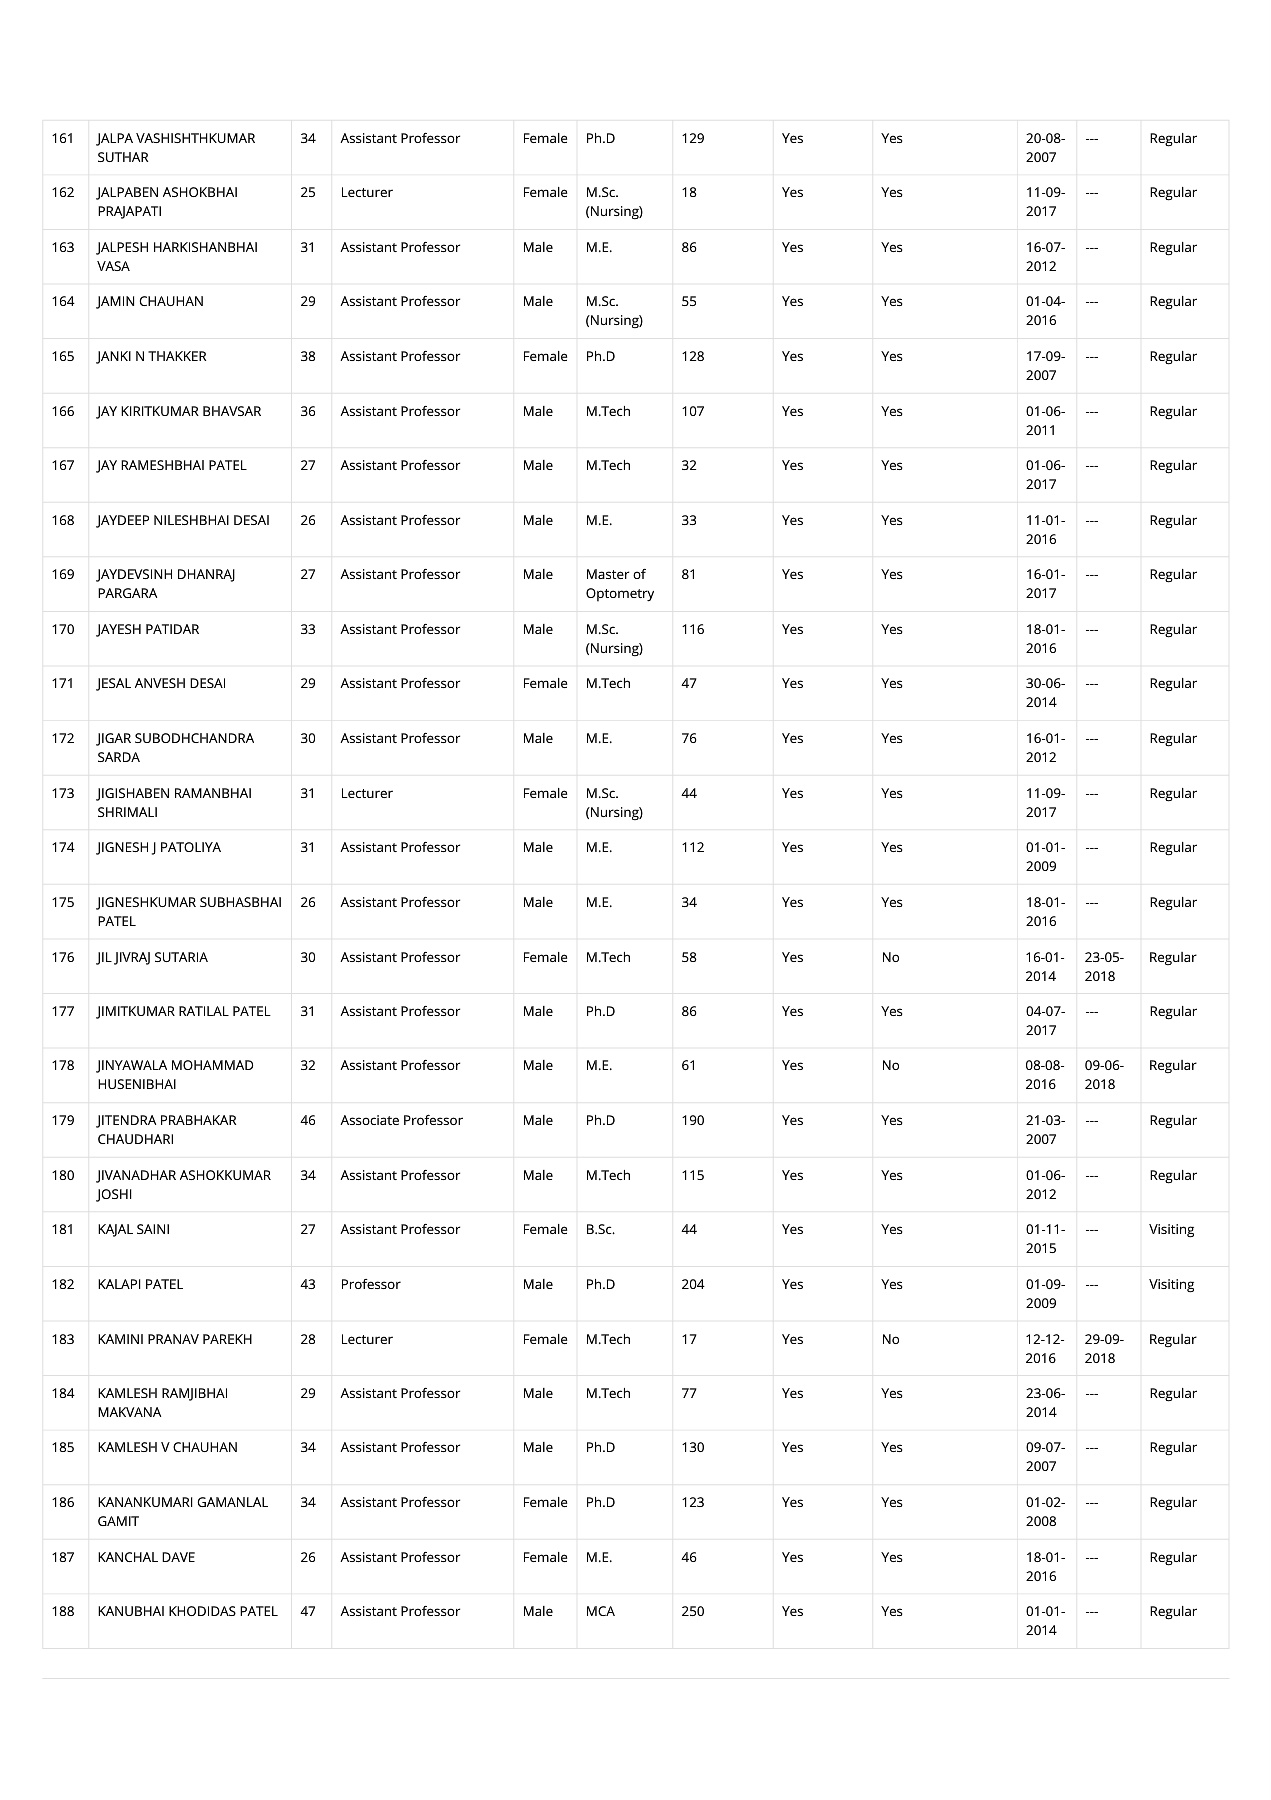 161 JALPA VASHISHTHKUMAR 34 Assistant Professor Female Ph.D 129 Yes Yes 20-08- --- Regular
SUTHAR 2007
162 JALPABEN ASHOKBHAI 25 Lecturer Female M.Sc. 18 Yes Yes 11-09- --- Regular
PRAJAPATI (Nursing) 2017
163 JALPESH HARKISHANBHAI 31 Assistant Professor Male M.E. 86 Yes Yes 16-07- --- Regular
VASA 2012
164 JAMIN CHAUHAN 29 Assistant Professor Male M.Sc. 55 Yes Yes 01-04- --- Regular
(Nursing) 2016
165 JANKI N THAKKER 38 Assistant Professor Female Ph.D 128 Yes Yes 17-09- --- Regular
2007
166 JAY KIRITKUMAR BHAVSAR 36 Assistant Professor Male M.Tech 107 Yes Yes 01-06- --- Regular
2011
167 JAY RAMESHBHAI PATEL 27 Assistant Professor Male M.Tech 32 Yes Yes 01-06- --- Regular
2017
168 JAYDEEP NILESHBHAI DESAI 26 Assistant Professor Male M.E. 33 Yes Yes 11-01- --- Regular
2016
169 JAYDEVSINH DHANRAJ 27 Assistant Professor Male Master of 81 Yes Yes 16-01- --- Regular
PARGARA Optometry 2017
170 JAYESH PATIDAR 33 Assistant Professor Male M.Sc. 116 Yes Yes 18-01- --- Regular
(Nursing) 2016
171 JESAL ANVESH DESAI 29 Assistant Professor Female M.Tech 47 Yes Yes 30-06- --- Regular
2014
172 JIGAR SUBODHCHANDRA 30 Assistant Professor Male M.E. 76 Yes Yes 16-01- --- Regular
SARDA 2012
173 JIGISHABEN RAMANBHAI 31 Lecturer Female M.Sc. 44 Yes Yes 11-09- --- Regular
SHRIMALI (Nursing) 2017
174 JIGNESH J PATOLIYA 31 Assistant Professor Male M.E. 112 Yes Yes 01-01- --- Regular
2009
175 JIGNESHKUMAR SUBHASBHAI 26 Assistant Professor Male M.E. 34 Yes Yes 18-01- --- Regular
PATEL 2016
176 JIL JIVRAJ SUTARIA 30 Assistant Professor Female M.Tech 58 Yes No 16-01- 23-05- Regular
2014 2018
177 JIMITKUMAR RATILAL PATEL 31 Assistant Professor Male Ph.D 86 Yes Yes 04-07- --- Regular
2017
178 JINYAWALA MOHAMMAD 32 Assistant Professor Male M.E. 61 Yes No 08-08- 09-06- Regular
HUSENIBHAI 2016 2018
179 JITENDRA PRABHAKAR 46 Associate Professor Male Ph.D 190 Yes Yes 21-03- --- Regular
CHAUDHARI 2007
180 JIVANADHAR ASHOKKUMAR 34 Assistant Professor Male M.Tech 115 Yes Yes 01-06- --- Regular
JOSHI 2012
181 KAJAL SAINI 27 Assistant Professor Female B.Sc. 44 Yes Yes 01-11- --- Visiting
2015
182 KALAPI PATEL 43 Professor Male Ph.D 204 Yes Yes 01-09- --- Visiting
2009
183 KAMINI PRANAV PAREKH 28 Lecturer Female M.Tech 17 Yes No 12-12- 29-09- Regular
2016 2018
184 KAMLESH RAMJIBHAI 29 Assistant Professor Male M.Tech 77 Yes Yes 23-06- --- Regular
MAKVANA 2014
185 KAMLESH V CHAUHAN 34 Assistant Professor Male Ph.D 130 Yes Yes 09-07- --- Regular
2007
186 KANANKUMARI GAMANLAL 34 Assistant Professor Female Ph.D 123 Yes Yes 01-02- --- Regular
GAMIT 2008
187 KANCHAL DAVE 26 Assistant Professor Female M.E. 46 Yes Yes 18-01- --- Regular
2016
188 KANUBHAI KHODIDAS PATEL 47 Assistant Professor Male MCA 250 Yes Yes 01-01- --- Regular
2014